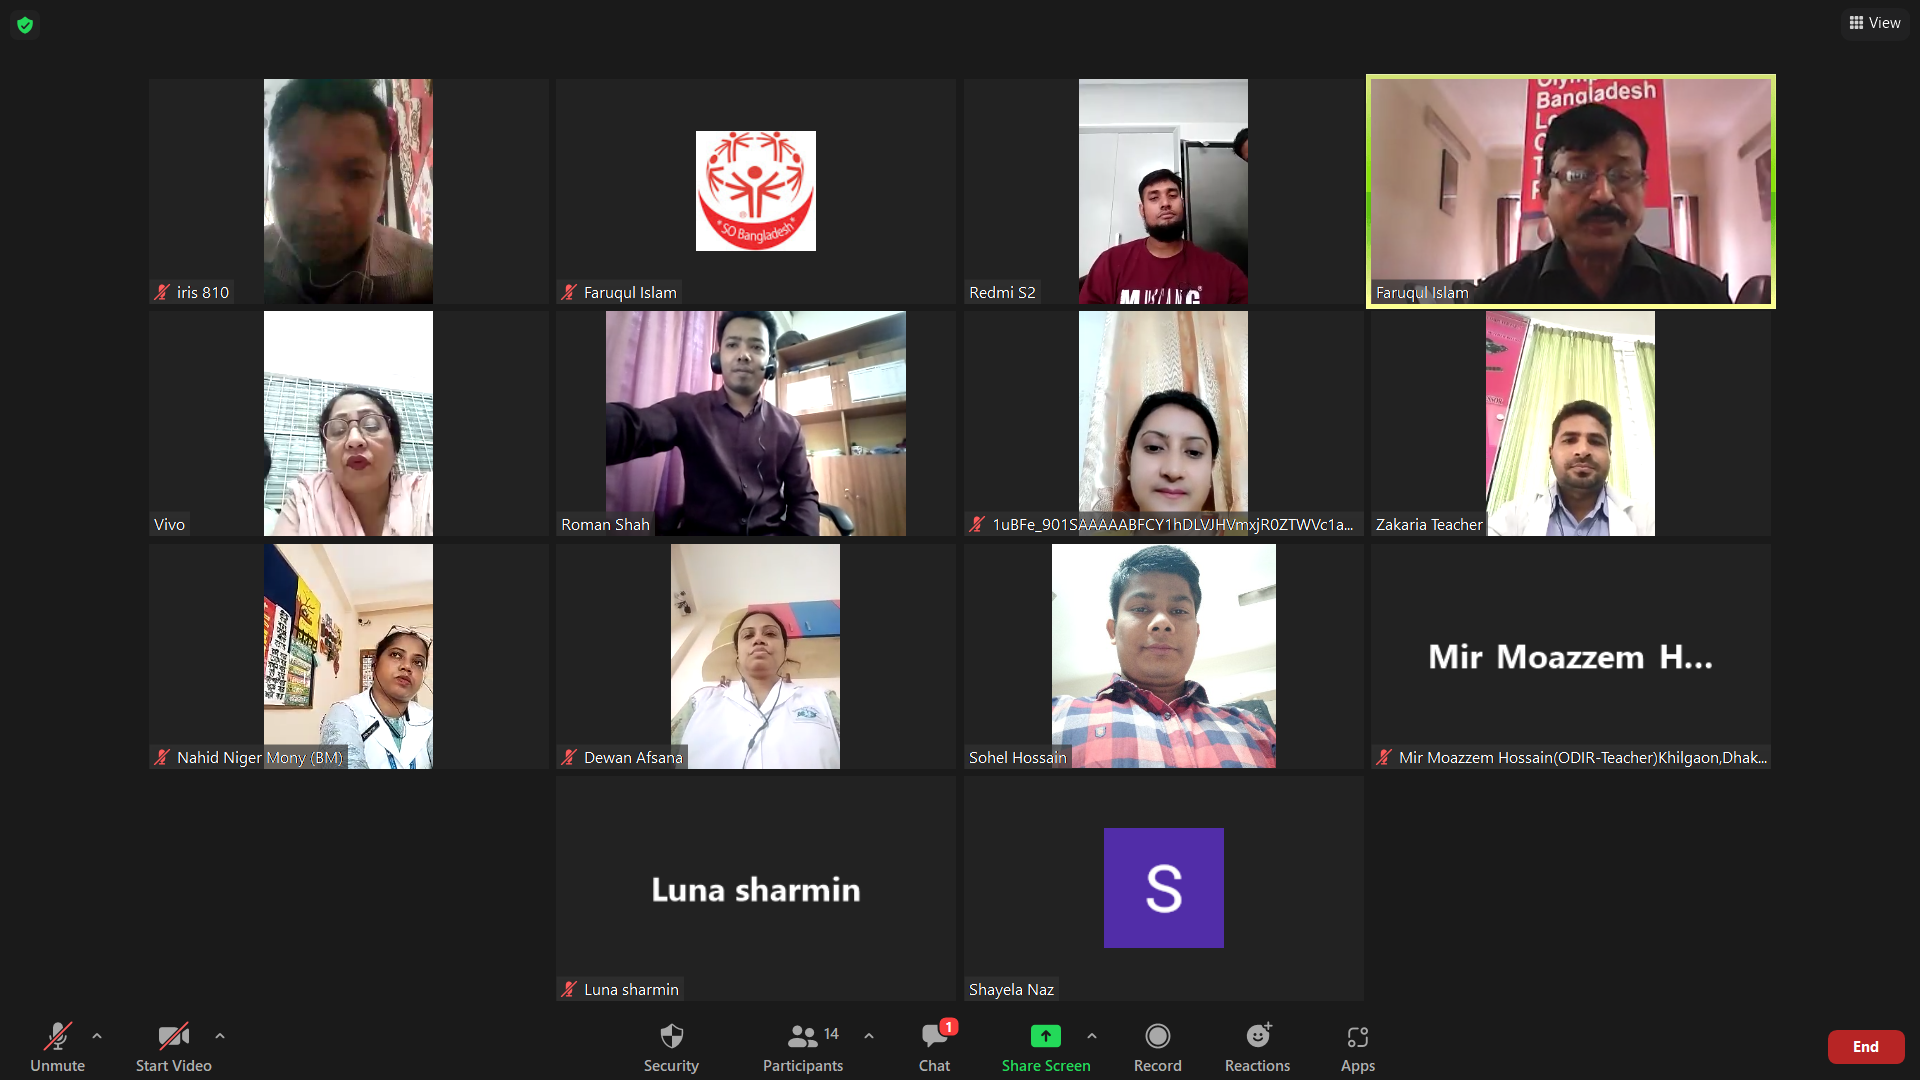 View
Olymp
Bangladesh
SO Bangladesh
iris 810
Faruqul Islam
Redmi S2
Faruqul Islam
Vivo
Roman Shah
1uBFe_901SAAAAABFCY1hDLVJHVmxjR0ZTWVc1a...
Zakaria Teacher
Mir Moazzem H...
Nahid Niger Mony (BM)
Dewan Afsana
Sohel Hossain
Mir Moazzem Hossain(ODIR-Teacher)Khilgaon,Dhak...
Luna sharmin
S
Luna sharmin
Shayela Naz
14
1
Unmute
Start Video
Security
Participants
Chat
Share Screen
Record
Reactions
Apps
End